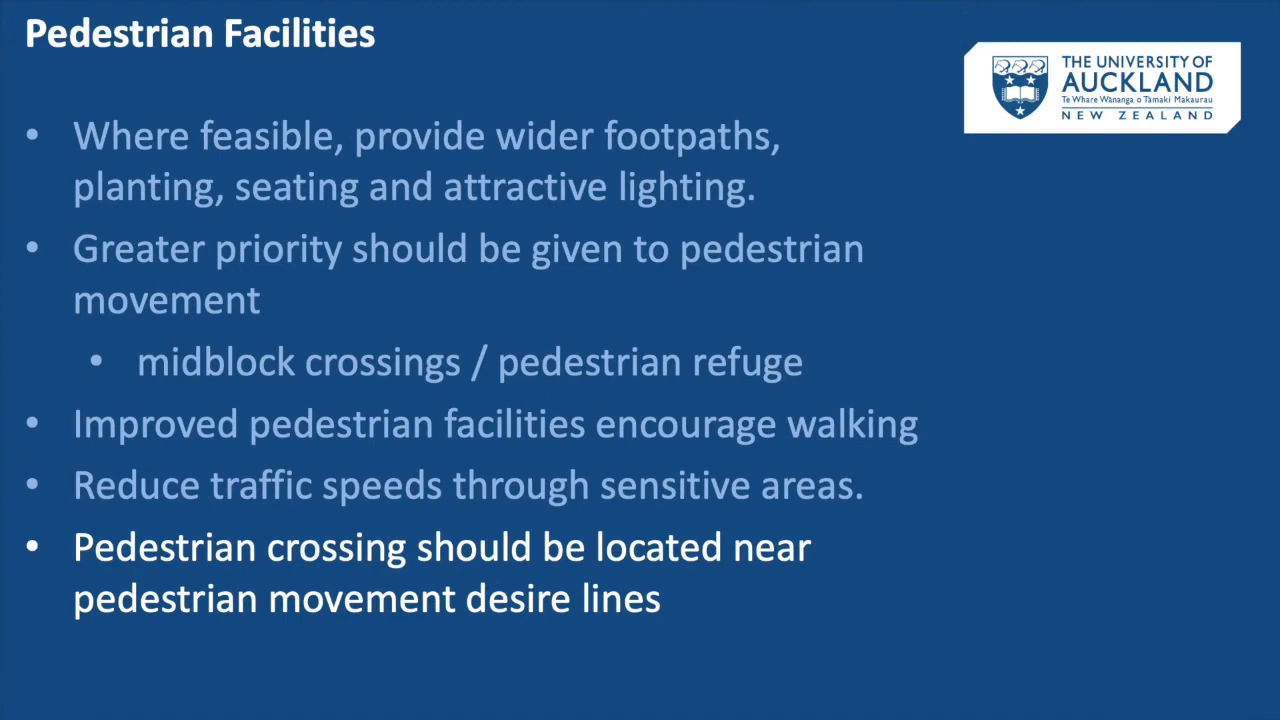 Pedestrian Facilities
THE UNIVERSITY OF
AUCKLAND
Te Whare Wānanga o Tāmaki Makaurau
NEW ZEALAND
• Where feasible, provide wider footpaths,
planting, seating and attractive lighting.
• Greater priority should be given to pedestrian
movement
• midblock crossings / pedestrian refuge
• Improved pedestrian facilities encourage walking
• Reduce traffic speeds through sensitive areas.
• Pedestrian crossing should be located near
pedestrian movement desire lines